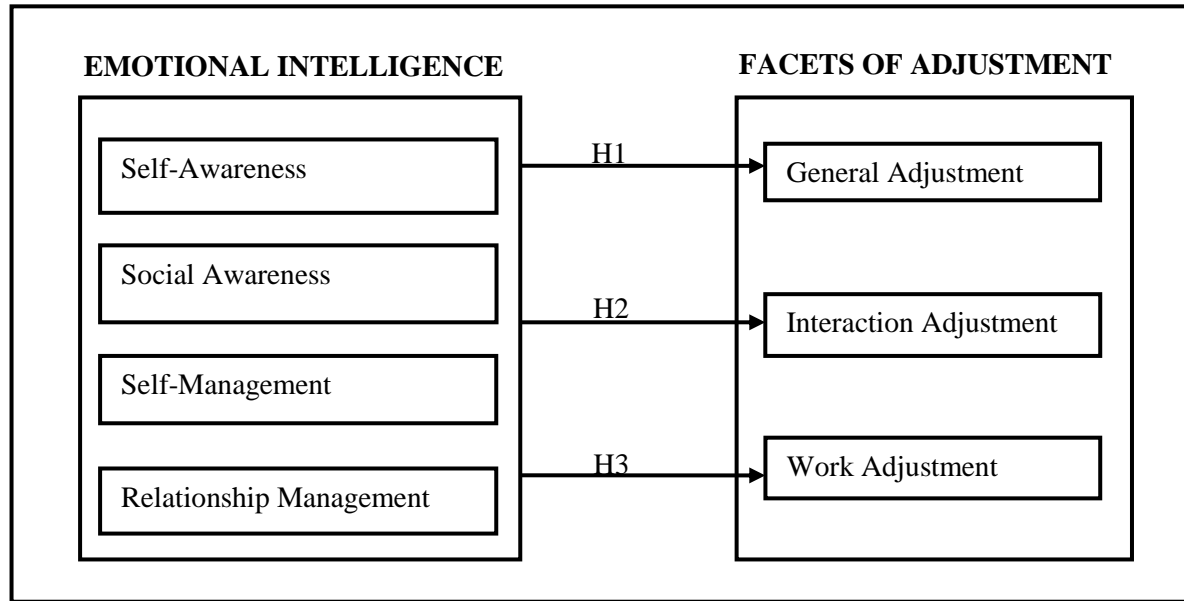 EMOTIONAL INTELLIGENCE
Self-Awareness
Social Awareness
Self-Management
Relationship Management
H1
H2
H3
FACETS OF ADJUSTMENT
General Adjustment
Interaction Adjustment
Work Adjustment